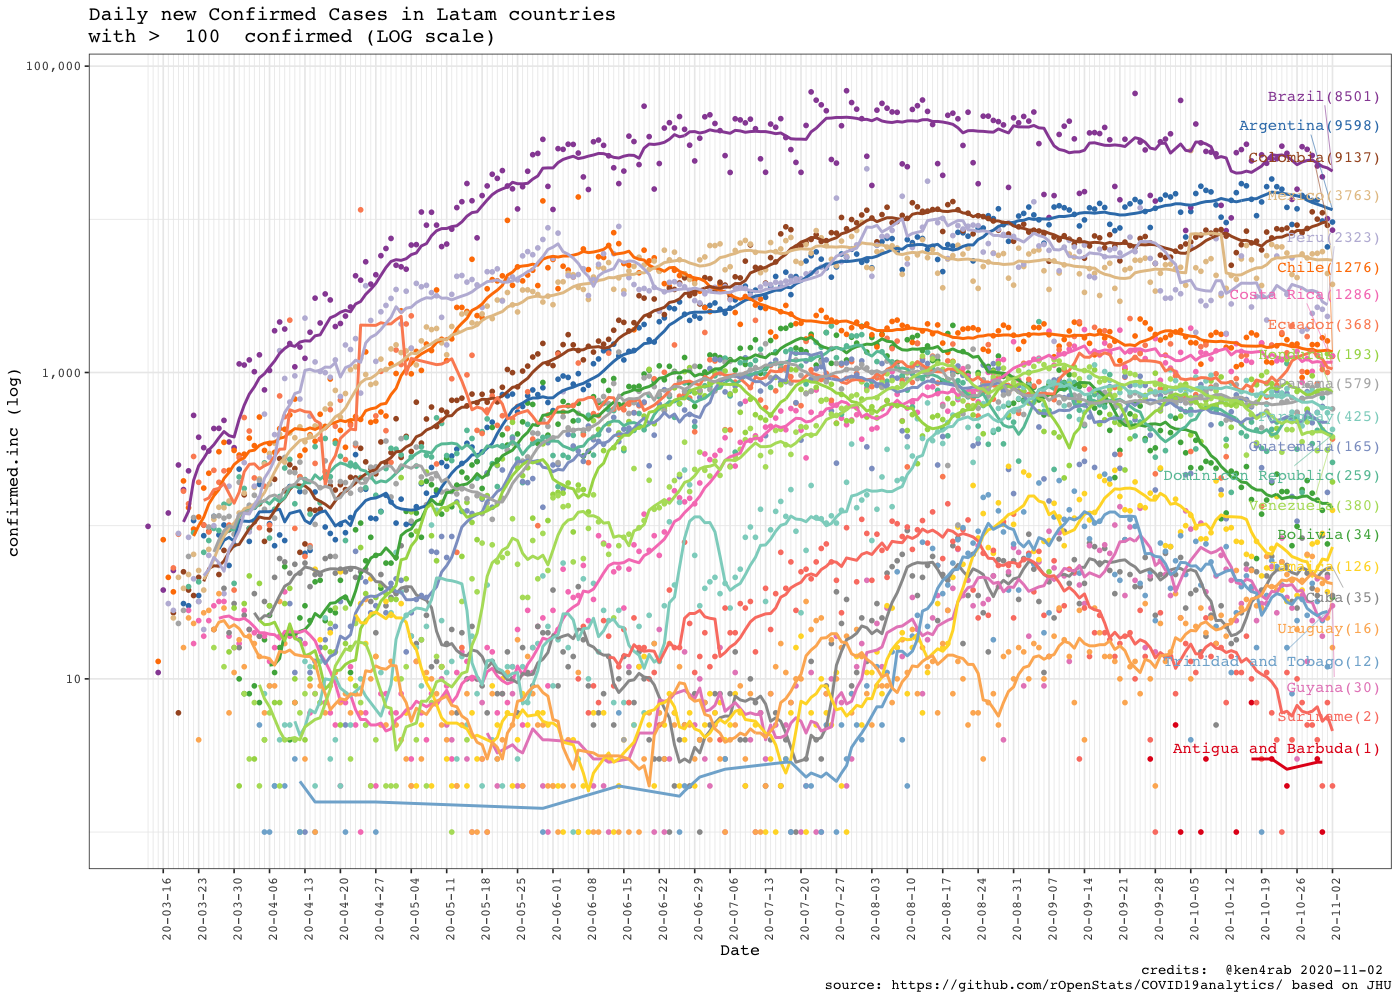 Daily new Confirmed Cases in Latam countries
with >  100  confirmed (LOG scale)
100,000
1,000
10
confirmed.inc (log)
Brazil(8501)
Argentina(9598)
Colombia(9137)
Mexico(3763)
Peru(2323)
Chile(1276)
Costa Rica(1286)
Ecuador(368)
(193)
Panama(579)
(425)
Guatemala(165)
Dominican Republic(259)
Venezuela(380)
Bolivia(34)
Jamaica(126)
Cuba(35)
Uruguay(16)
Trinidad and Tobago(12)
Guyana(30)
Suriname(2)
Antigua and Barbuda(1)
20-03-16
20-03-23
20-03-30
20-04-06
20-04-13
20-04-20
20-04-27
20-05-04
20-05-11
20-05-18
20-05-25
20-06-01
20-06-08
20-06-15
20-06-22
20-06-29
20-07-06
20-07-13
20-07-20
20-07-27
20-08-03
20-08-10
20-08-17
20-08-24
20-08-31
20-09-07
20-09-14
20-09-21
20-09-28
20-10-05
20-10-12
20-10-19
20-10-26
20-11-02
Date
credits:  @ken4rab 2020-11-02
source: https://github.com/rOpenStats/COVID19analytics/ based on JHU